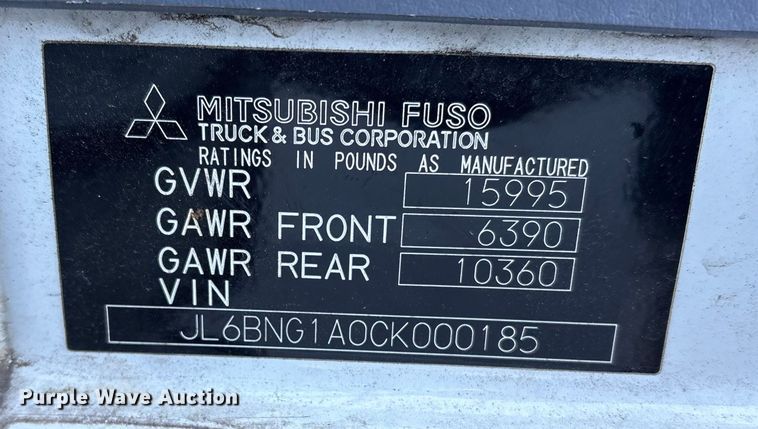 MITSUBISHI FUSO
TRUCK & BUS CORPORATION
RATINGS IN POUNDS AS MANUFACTURED
GVWR 15995
GAWR FRONT 6390
GAWR REAR 10360
VIN
JL6BNG1A0CK000185
Purple Wave Auction